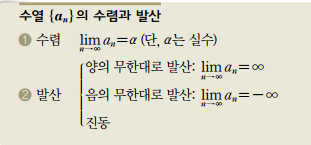 수열 {aₙ}의 수렴과 발산
❶ 수렴 lim_{n→∞} aₙ=α (단, α는 실수)
양의 무한대로 발산: lim_{n→∞} aₙ=∞
❷ 발산 음의 무한대로 발산: lim_{n→∞} aₙ=-∞
진동